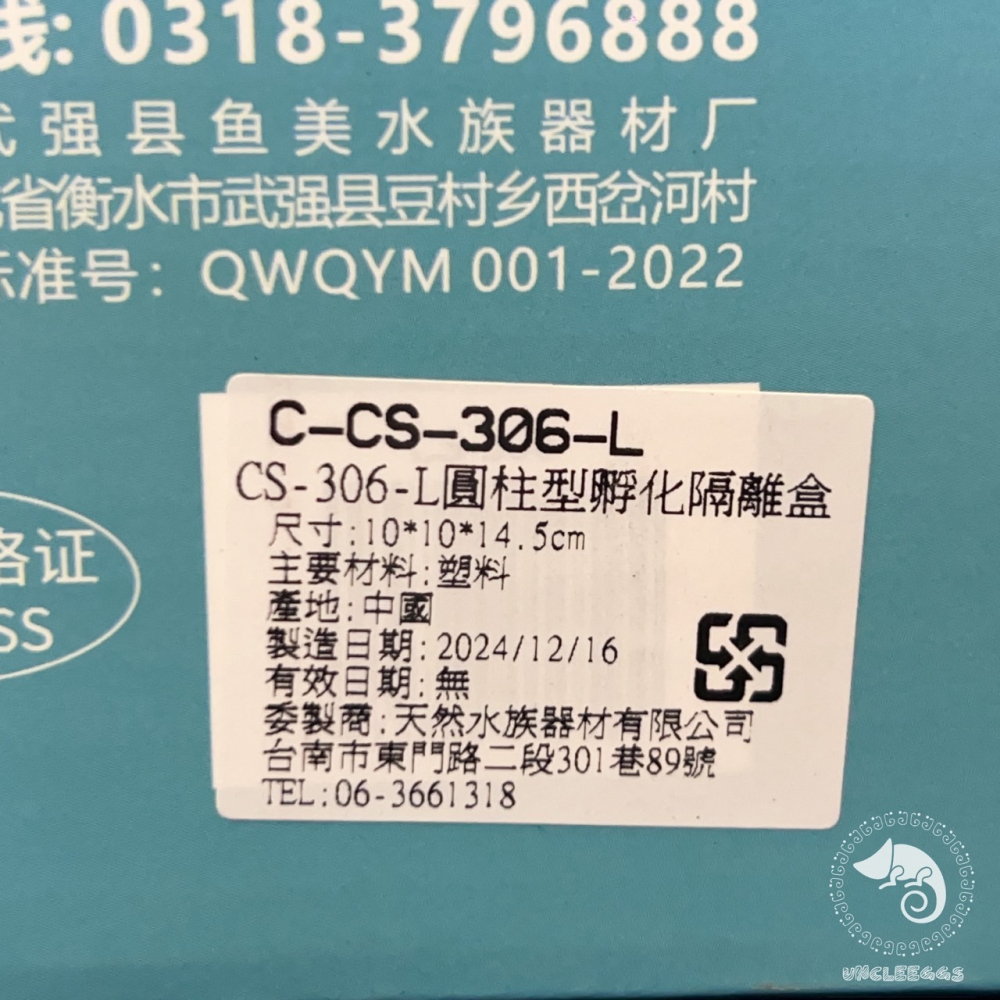 线: 0318-3796888
武强县鱼美水族器材厂
省衡水市武强县豆村乡西岔河村
标准号：QWQYM 001-2022
格证
SS
C-CS-306-L
CS-306-L圓柱型孵化隔離盒
尺寸:10*10*14.5cm
主要材料:塑料
產地:中國
製造日期:2024/12/16
有效日期:無
委製商:天然水族器材有限公司
台南市東門路二段301巷89號
TEL:06-3661318
UNCLEEGGS